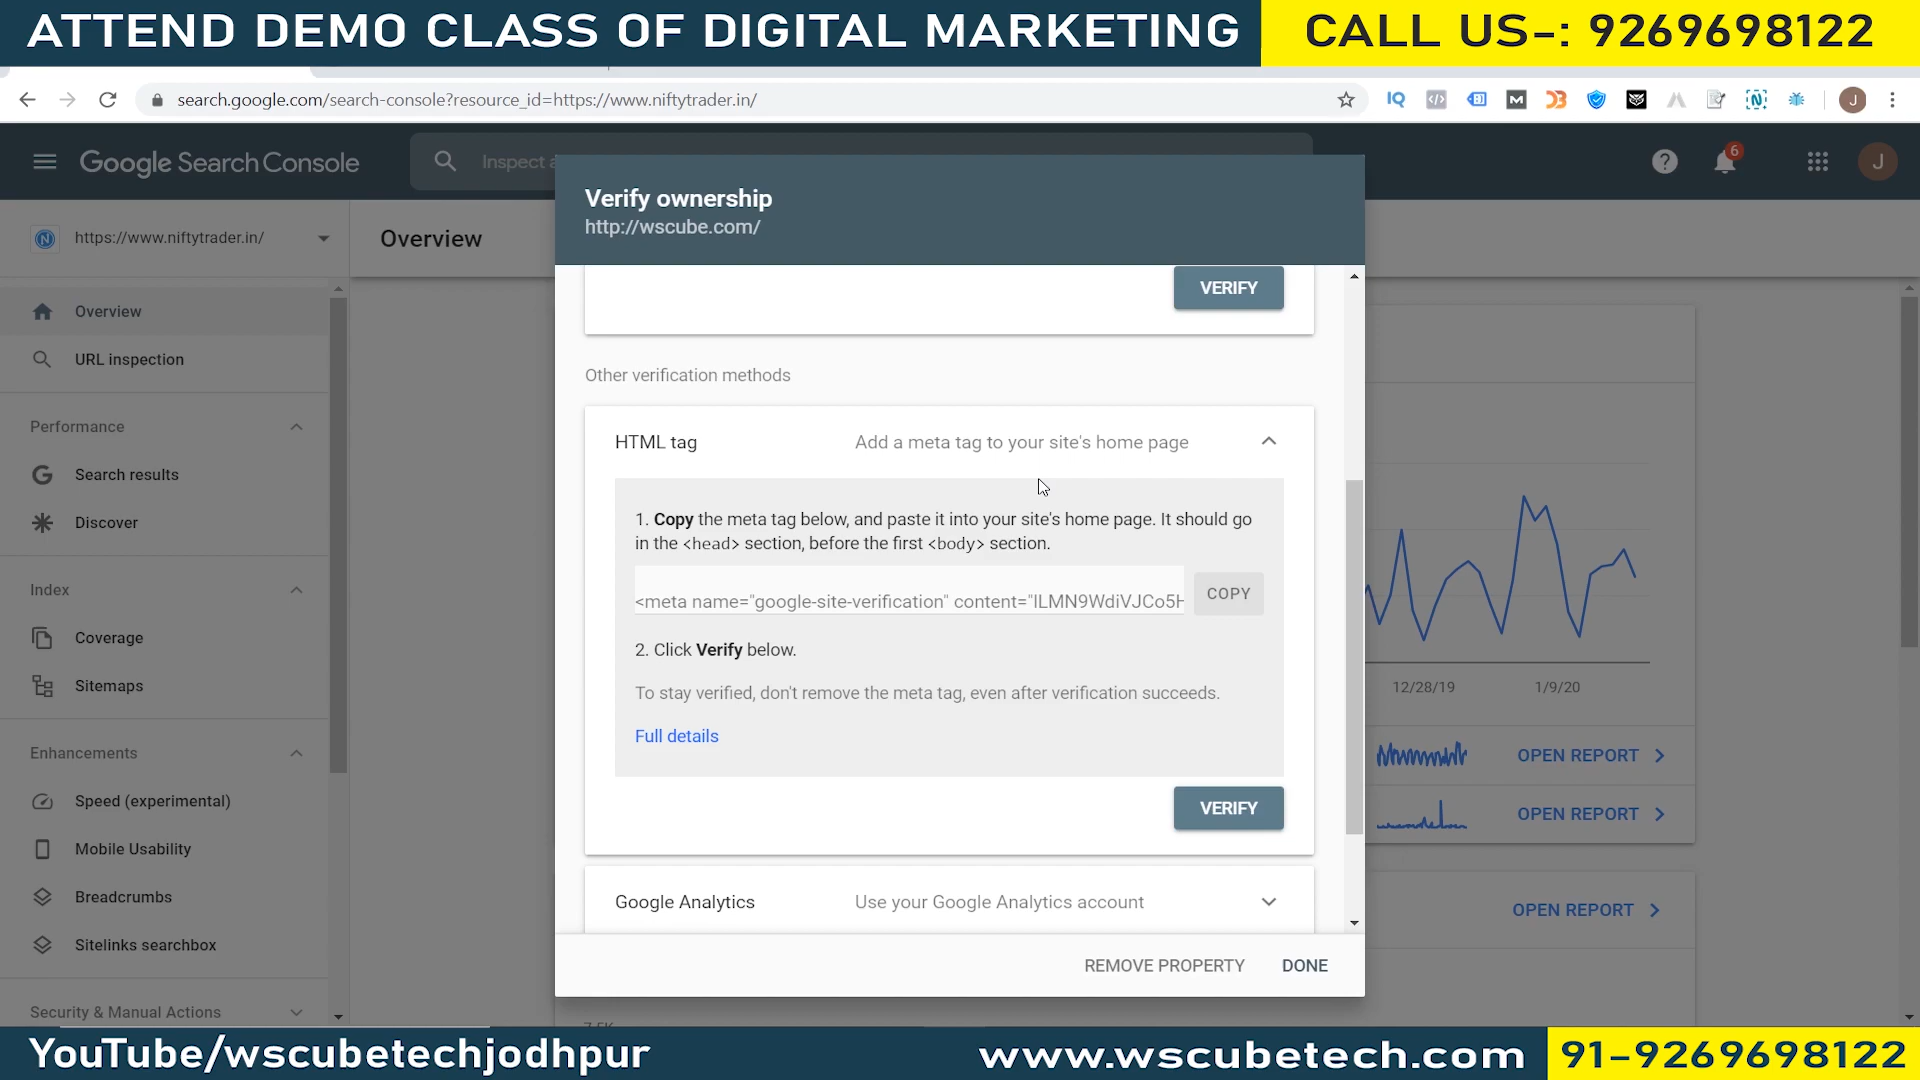 ATTEND DEMO CLASS OF DIGITAL MARKETING
CALL US-: 9269698122
search.google.com/search-console?resource_id=https://www.niftytrader.in/
IQ
J
Google Search Console
Inspect a
6
J
https://www.niftytrader.in/
Overview
Overview
URL inspection
Performance
Search results
Discover
Index
Coverage
Sitemaps
Enhancements
Speed (experimental)
Mobile Usability
Breadcrumbs
Sitelinks searchbox
Security & Manual Actions
Verify ownership
http://wscube.com/
VERIFY
Other verification methods
HTML tag
Add a meta tag to your site's home page
1. Copy the meta tag below, and paste it into your site's home page. It should go
in the <head> section, before the first <body> section.
<meta name="google-site-verification" content="ILMN9WdiVJCo5H
COPY
2. Click Verify below.
To stay verified, don't remove the meta tag, even after verification succeeds.
Full details
VERIFY
Google Analytics
Use your Google Analytics account
REMOVE PROPERTY
DONE
12/28/19
1/9/20
OPEN REPORT
OPEN REPORT
OPEN REPORT
YouTube/wscubetechjodhpur
www.wscubetech.com
91-9269698122